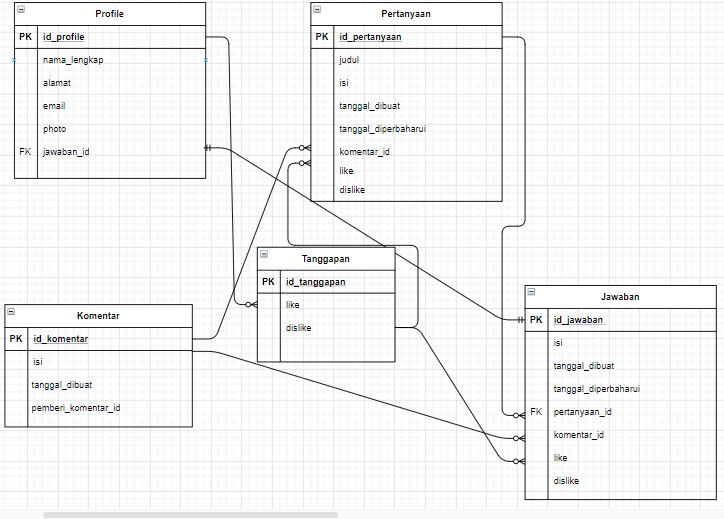 Profile
PK id_profile
nama_lengkap
alamat
email
photo
FK jawaban_id
Pertanyaan
PK id_pertanyaan
judul
isi
tanggal_dibuat
tanggal_diperbaharui
komentar_id
like
dislike
Tanggapan
PK id_tanggapan
like
dislike
Komentar
PK id_komentar
isi
tanggal_dibuat
pemberi_komentar_id
Jawaban
PK id_jawaban
isi
tanggal_dibuat
tanggal_diperbaharui
FK pertanyaan_id
komentar_id
like
dislike